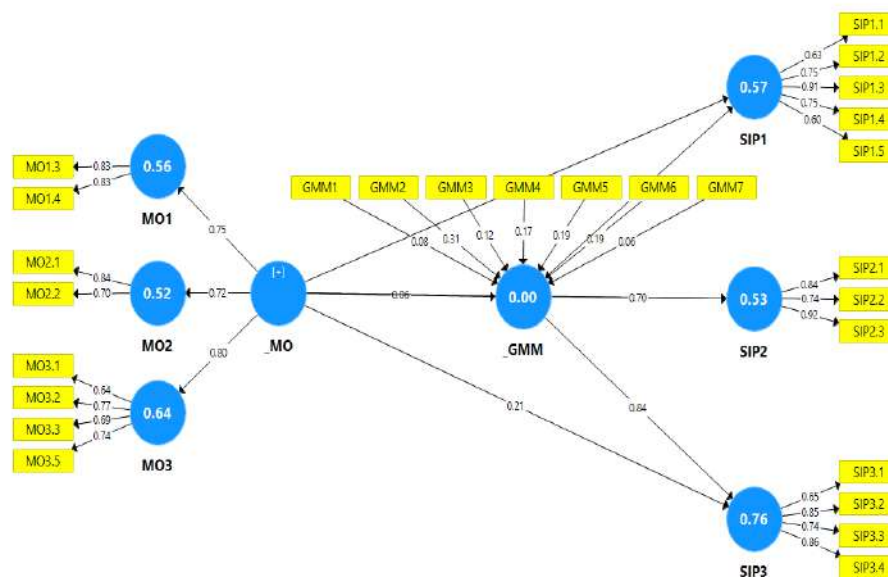 SIP1.1
SIP1.2
SIP1.3
SIP1.4
SIP1.5
0.63
0.75
0.91
0.75
0.60
0.57
SIP1
MO1.3
MO1.4
0.83
0.83
0.56
MO1
GMM1
GMM2
GMM3
GMM4
GMM5
GMM6
GMM7
0.08
0.31
0.12
0.17
0.19
0.19
0.06
0.75
MO2.1
MO2.2
0.84
0.70
0.52
MO2
0.72
[+]
_MO
0.06
0.00
_GMM
0.70
0.53
SIP2
0.84
0.74
0.92
SIP2.1
SIP2.2
SIP2.3
0.80
MO3.1
MO3.2
MO3.3
MO3.5
0.64
0.77
0.69
0.74
0.64
MO3
0.21
0.84
0.76
SIP3
0.65
0.85
0.74
0.86
SIP3.1
SIP3.2
SIP3.3
SIP3.4